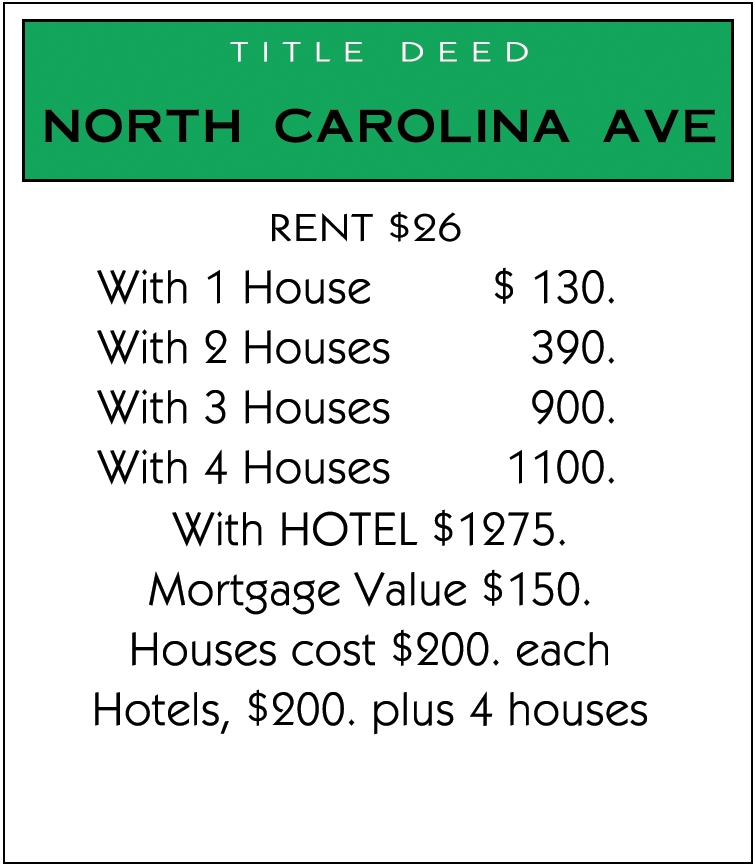 TITLE DEED
NORTH CAROLINA AVE
RENT $26
With 1 House $ 130.
With 2 Houses 390.
With 3 Houses 900.
With 4 Houses 1100.
With HOTEL $1275.
Mortgage Value $150.
Houses cost $200. each
Hotels, $200. plus 4 houses